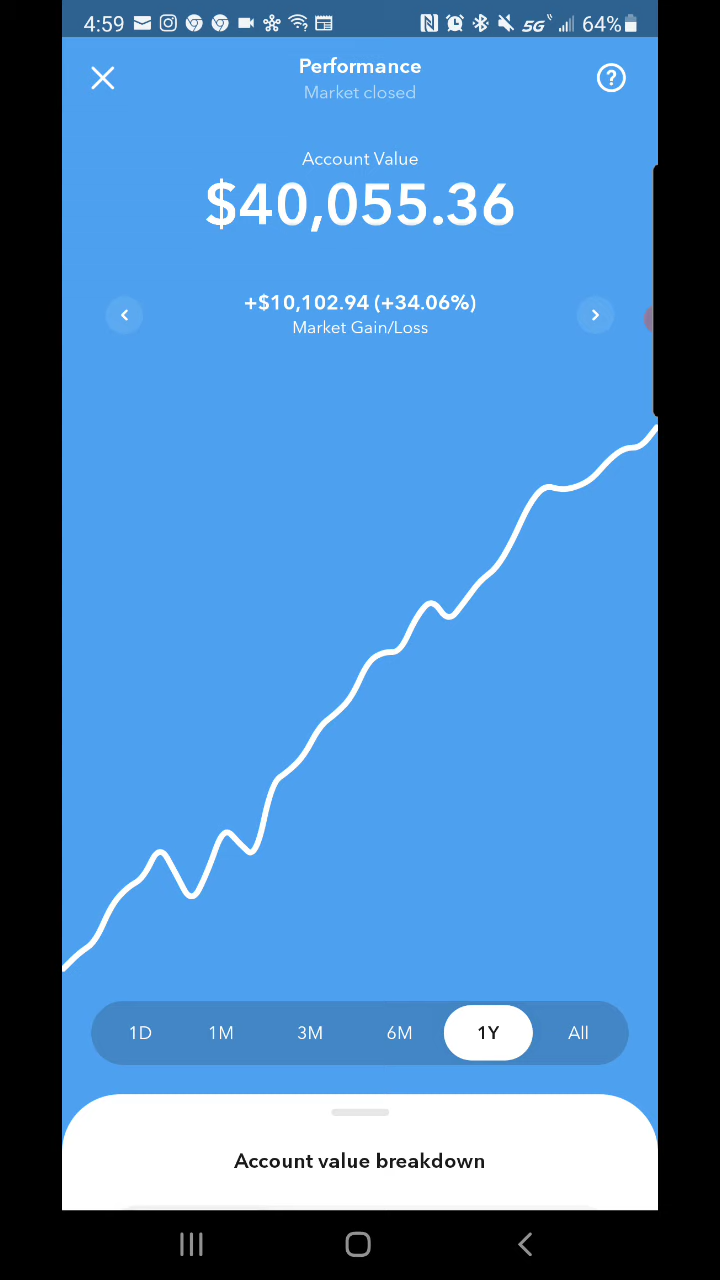 4:59 5G 64%
Performance
Market closed
?
Account Value
$40,055.36
+$10,102.94 (+34.06%)
Market Gain/Loss
1D 1M 3M 6M 1Y All
Account value breakdown